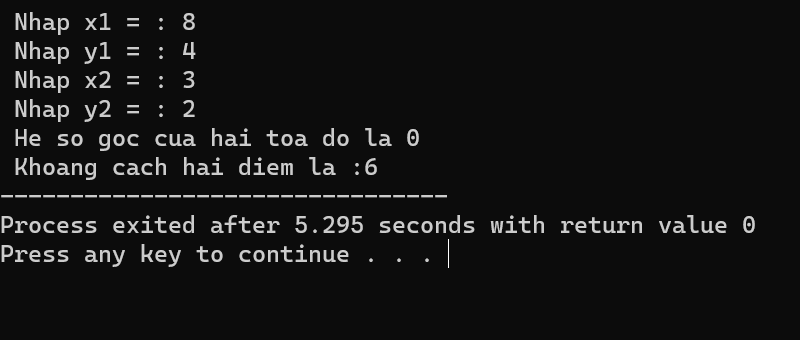 Nhap x1 = : 8
Nhap y1 = : 4
Nhap x2 = : 3
Nhap y2 = : 2
He so goc cua hai toa do la 0
Khoang cach hai diem la :6
--------------------------------
Process exited after 5.295 seconds with return value 0
Press any key to continue . . .